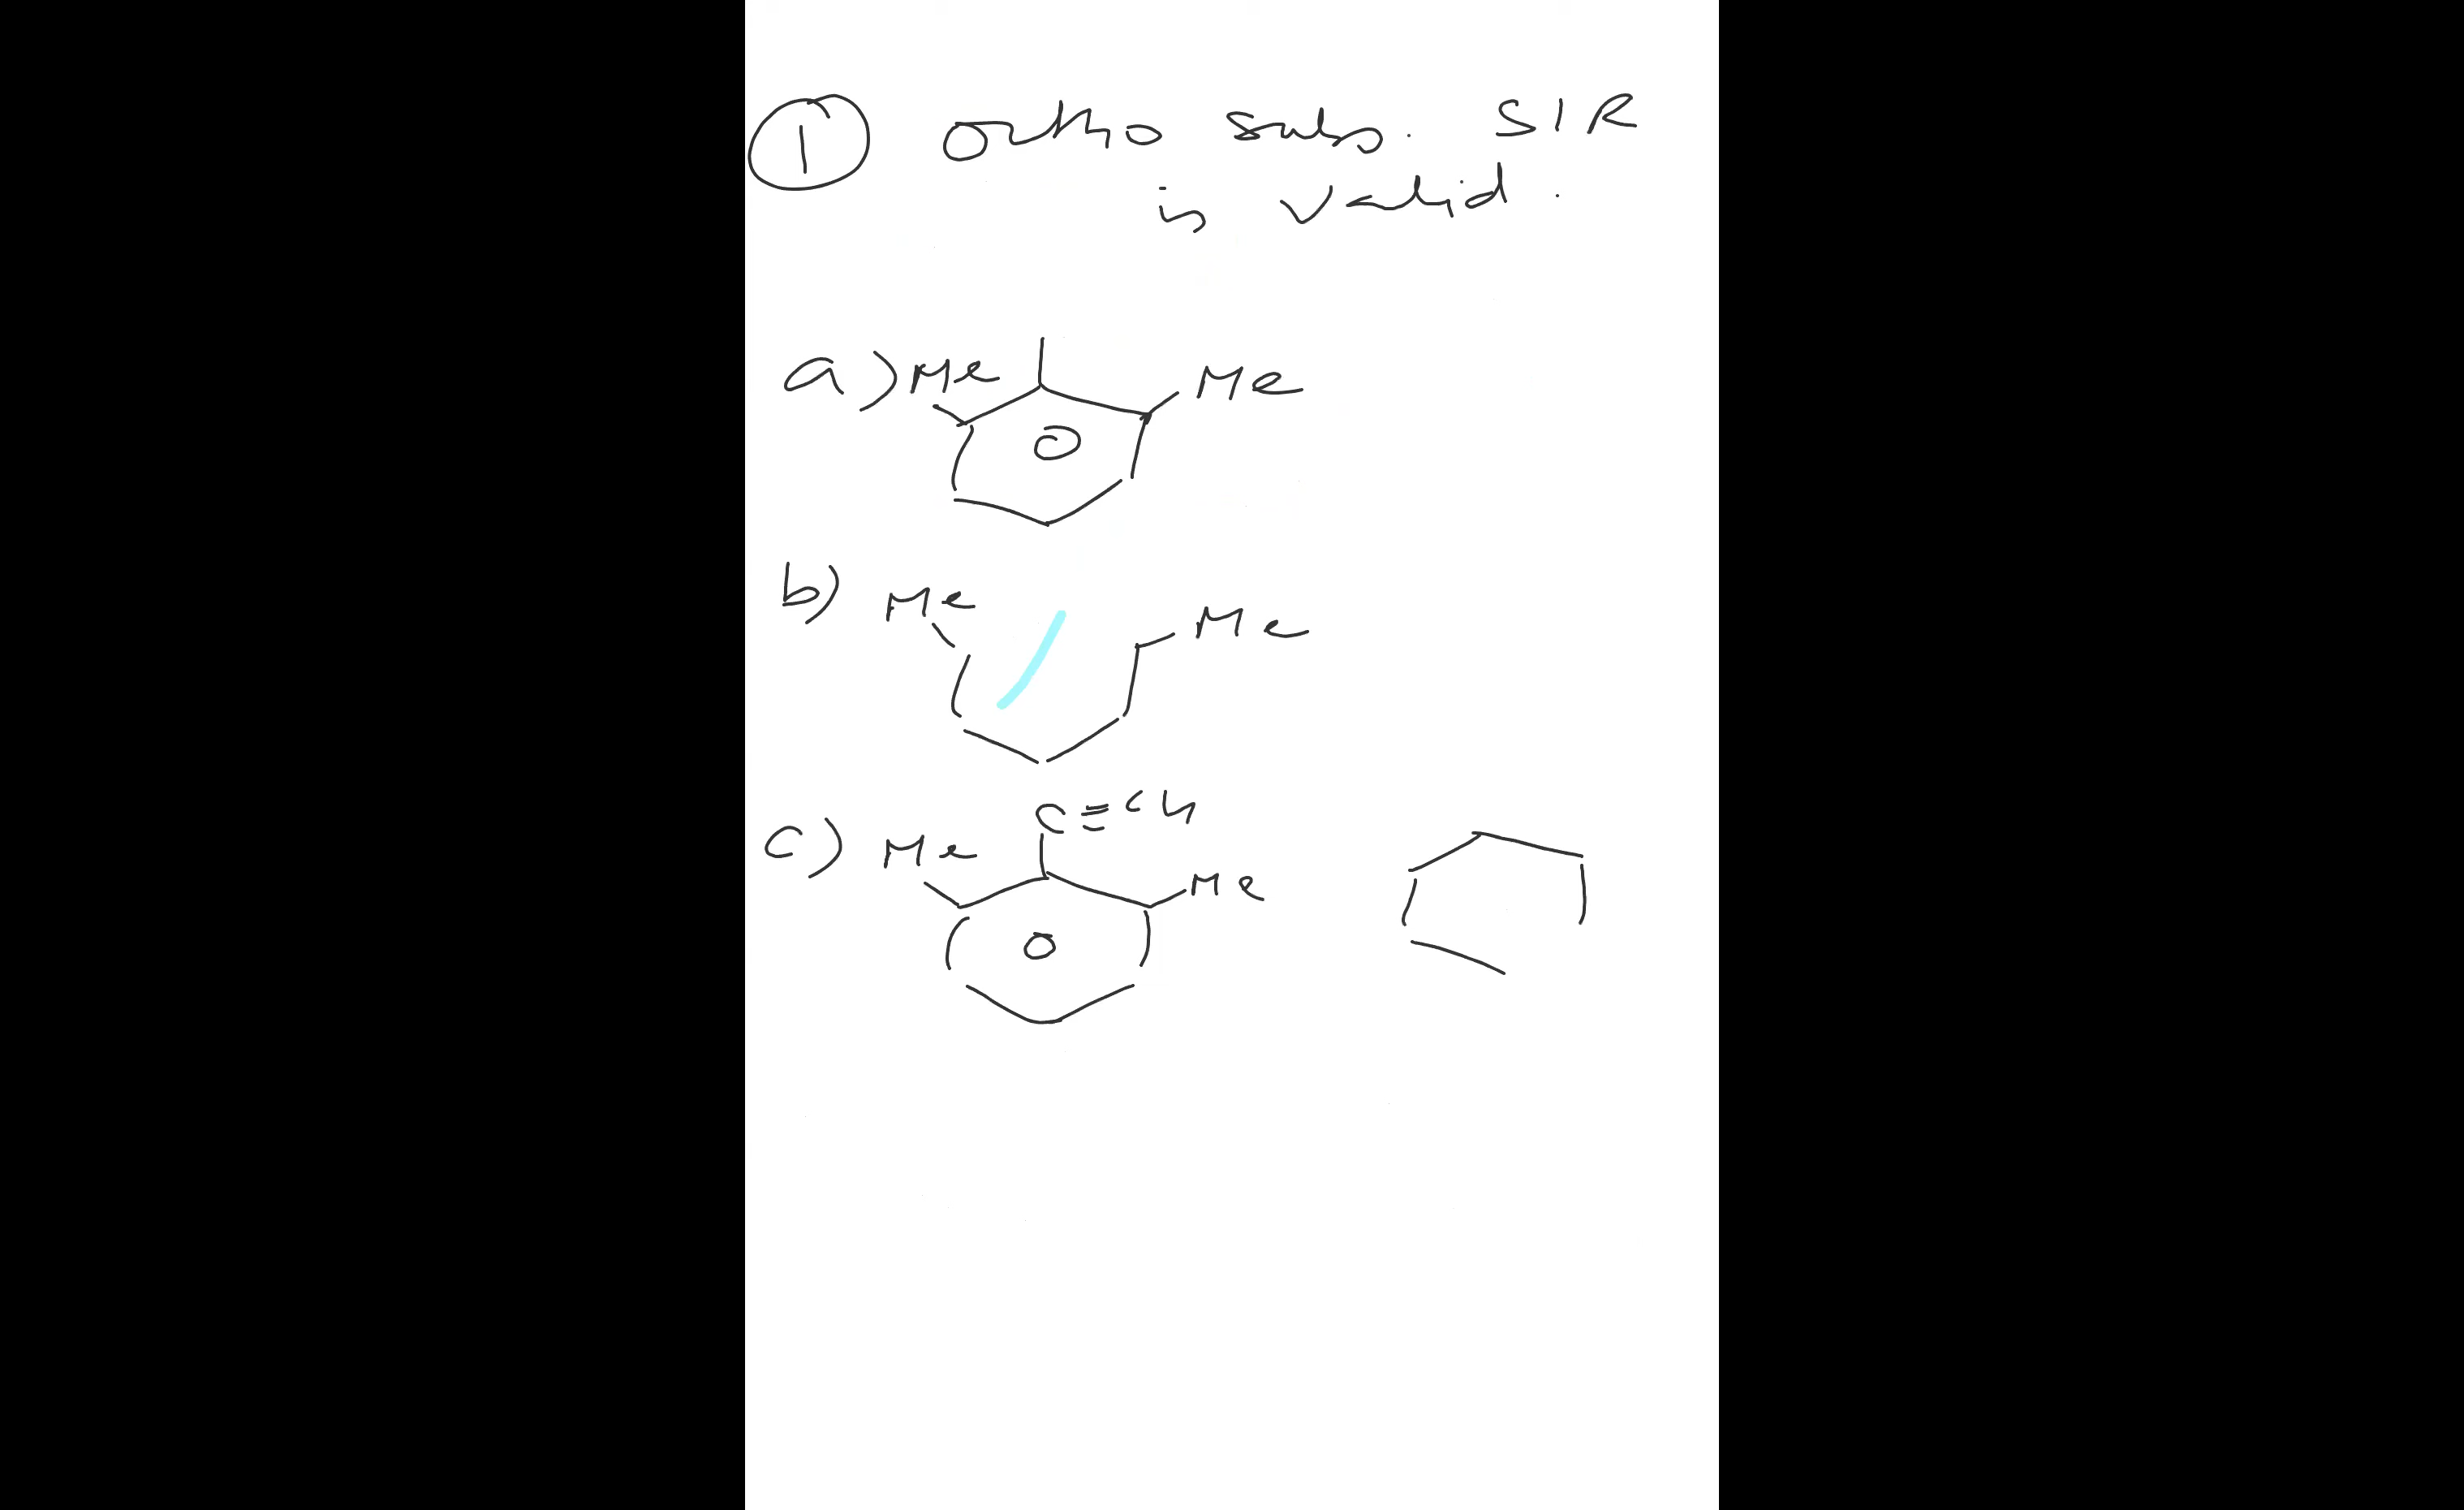 1 ortho subs. SIR
is valid.
a) Me Me
b) Me Me
C≡CH
c) Me Me